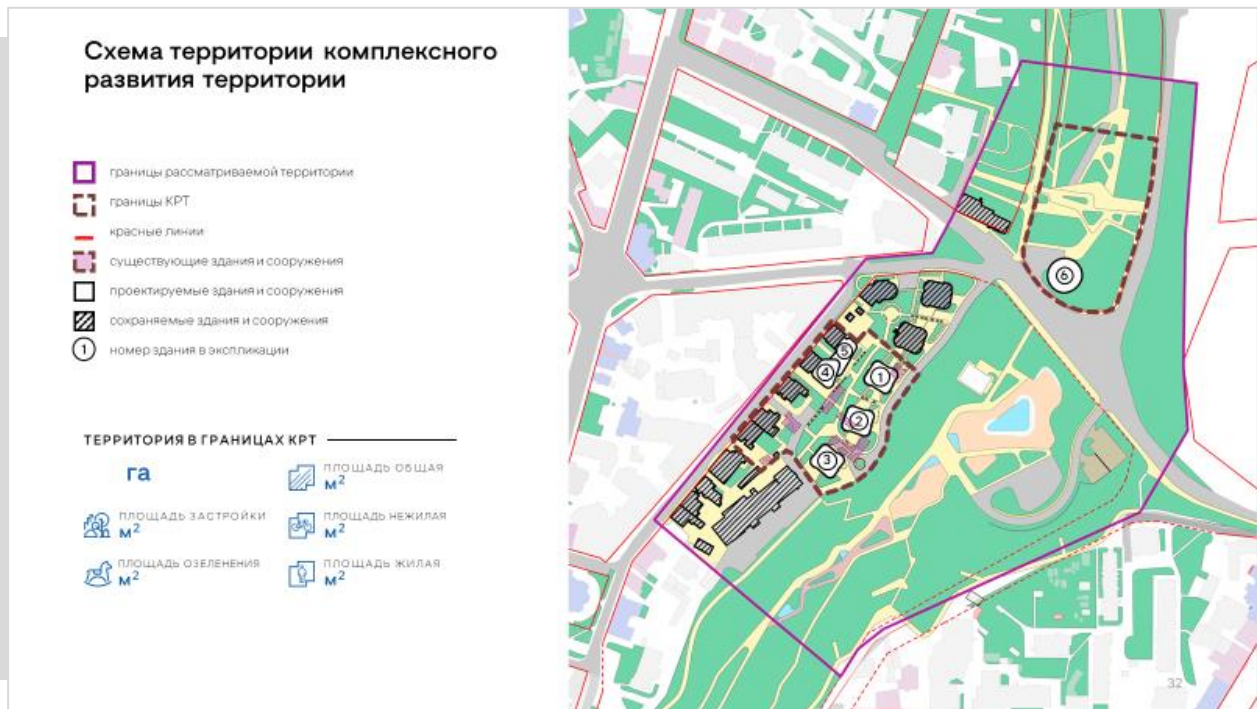 Схема территории комплексного
развития территории
границы рассматриваемой территории
границы КРТ
красные линии
существующие здания и сооружения
проектируемые здания и сооружения
сохраняемые здания и сооружения
1 номер здания в экспликации
ТЕРРИТОРИЯ В ГРАНИЦАХ КРТ
га
ПЛОЩАДЬ ОБЩАЯ
м²
ПЛОЩАДЬ ЗАСТРОЙКИ
м²
ПЛОЩАДЬ НЕЖИЛАЯ
м²
ПЛОЩАДЬ ОЗЕЛЕНЕНИЯ
м²
ПЛОЩАДЬ ЖИЛАЯ
м²
6
5
4
1
2
3
32